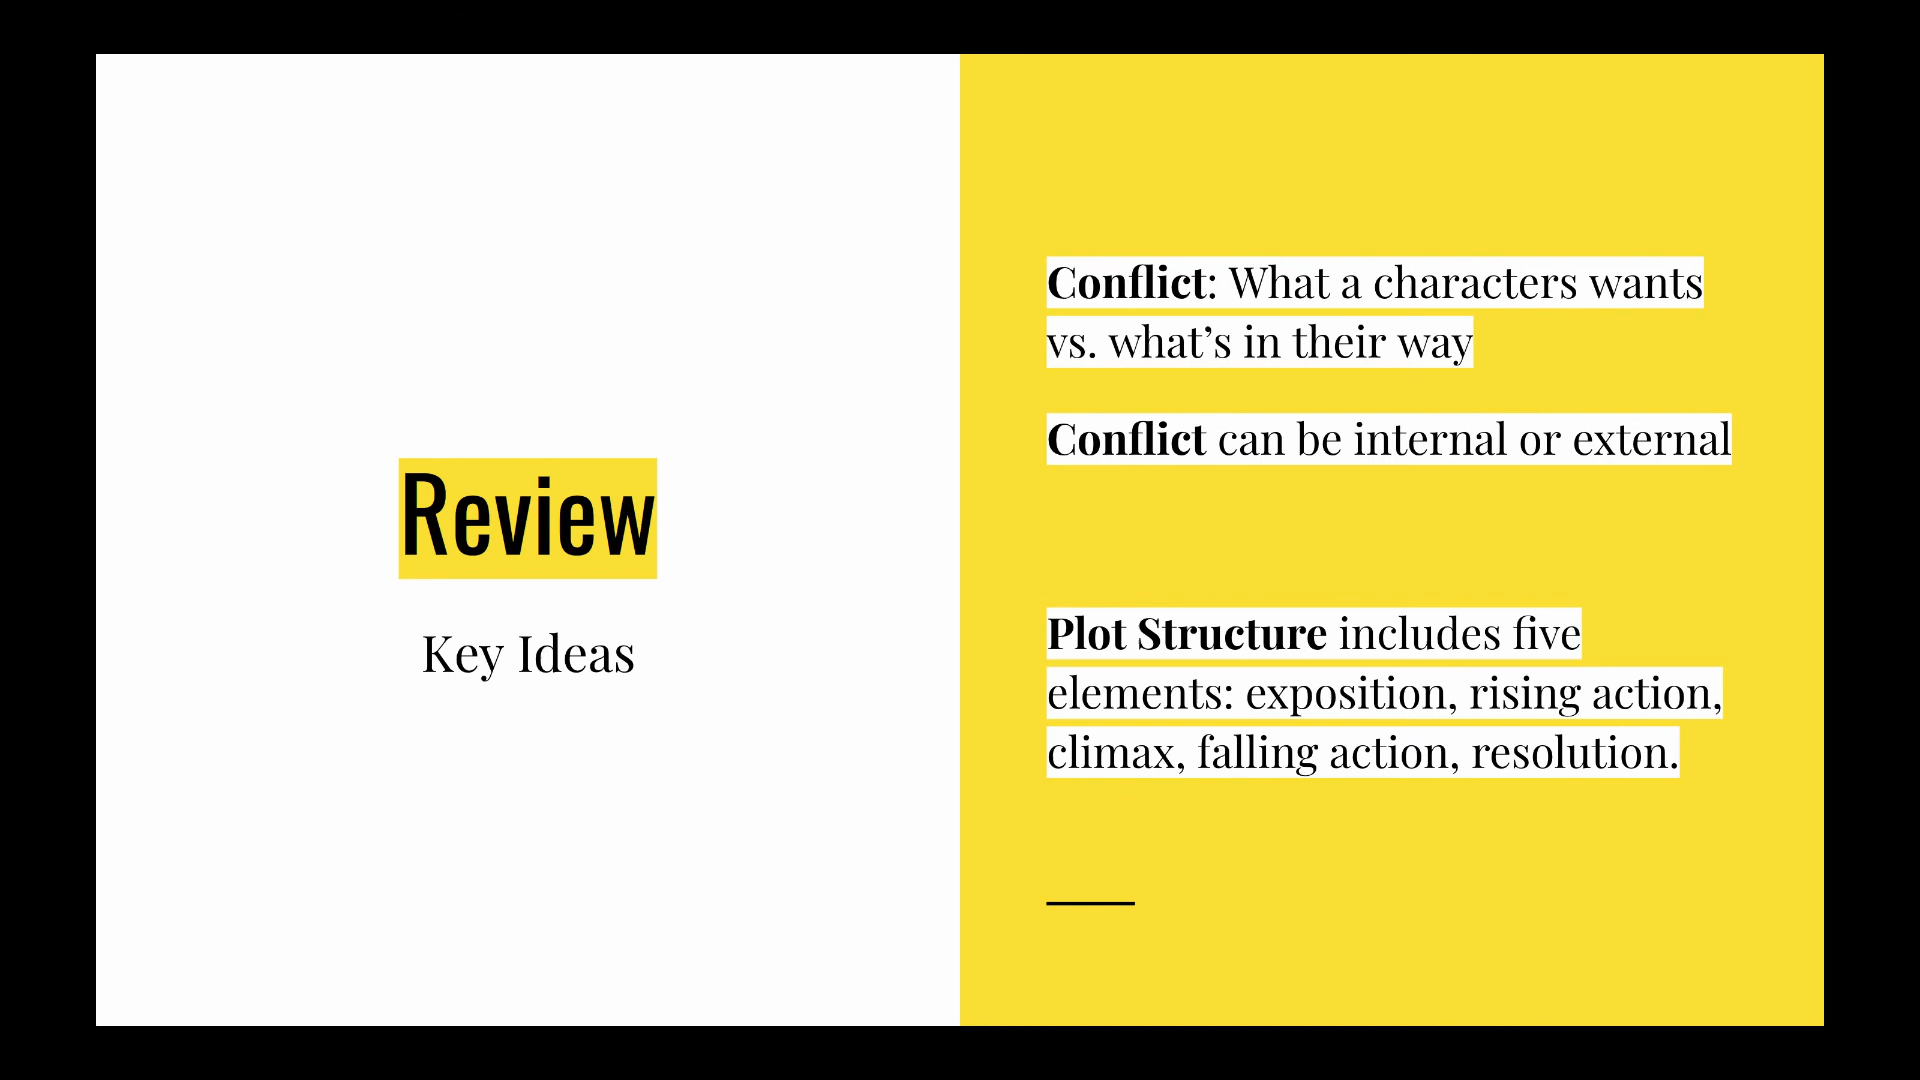 Review
Key Ideas
Conflict: What a characters wants
vs. what’s in their way
Conflict can be internal or external
Plot Structure includes five
elements: exposition, rising action,
climax, falling action, resolution.